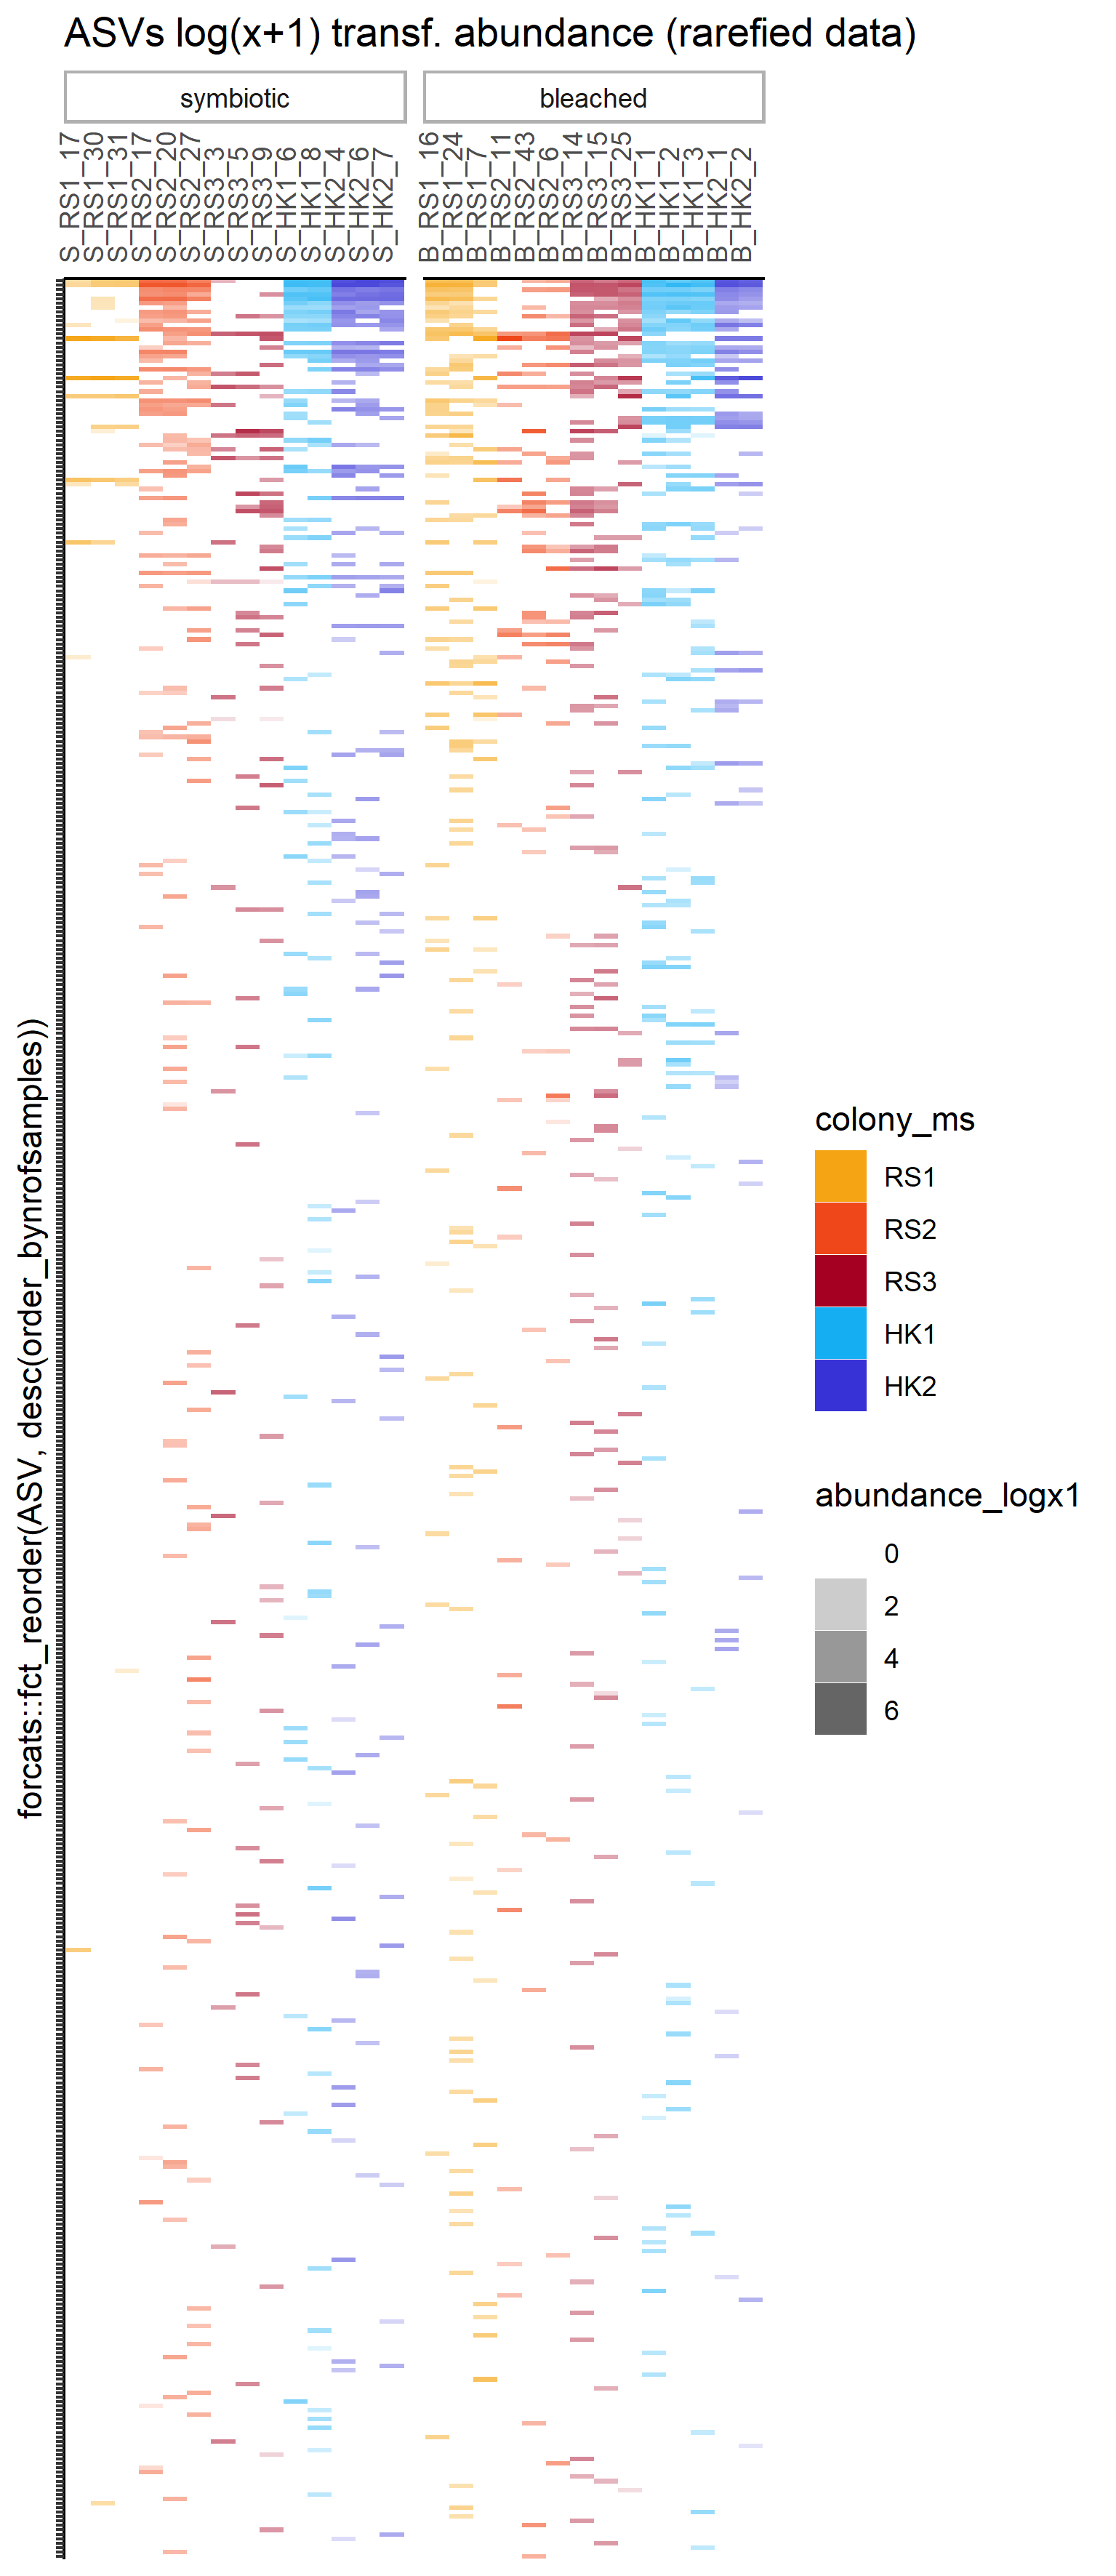 ASVs log(x+1) transf. abundance (rarefied data)
symbiotic
bleached
S_RS1_17
S_RS1_30
S_RS1_31
S_RS2_17
S_RS2_20
S_RS2_27
S_RS3_3
S_RS3_5
S_RS3_9
S_HK1_6
S_HK1_8
S_HK2_4
S_HK2_6
S_HK2_7
B_RS1_16
B_RS1_24
B_RS1_7
B_RS2_11
B_RS2_43
B_RS2_6
B_RS3_14
B_RS3_15
B_RS3_25
B_HK1_1
B_HK1_2
B_HK1_3
B_HK2_1
B_HK2_2
forcats::fct_reorder(ASV, desc(order_bynrofsamples))
colony_ms
RS1
RS2
RS3
HK1
HK2
abundance_logx1
0
2
4
6